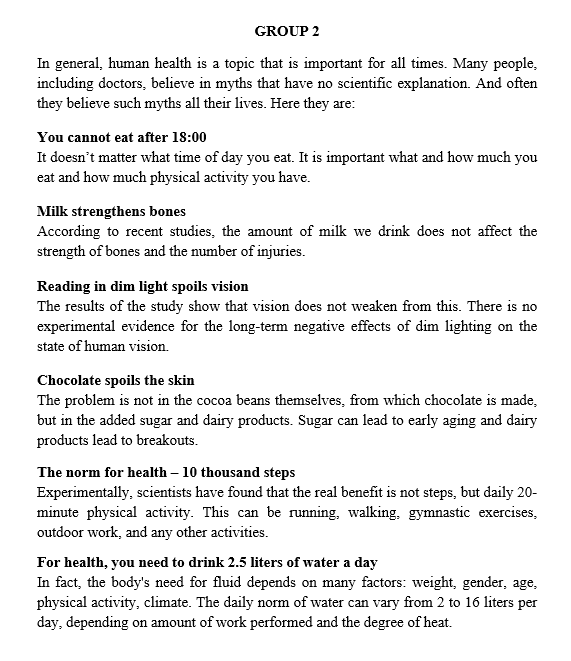 GROUP 2
In general, human health is a topic that is important for all times. Many people,
including doctors, believe in myths that have no scientific explanation. And often
they believe such myths all their lives. Here they are:
You cannot eat after 18:00
It doesn’t matter what time of day you eat. It is important what and how much you
eat and how much physical activity you have.
Milk strengthens bones
According to recent studies, the amount of milk we drink does not affect the
strength of bones and the number of injuries.
Reading in dim light spoils vision
The results of the study show that vision does not weaken from this. There is no
experimental evidence for the long-term negative effects of dim lighting on the
state of human vision.
Chocolate spoils the skin
The problem is not in the cocoa beans themselves, from which chocolate is made,
but in the added sugar and dairy products. Sugar can lead to early aging and dairy
products lead to breakouts.
The norm for health – 10 thousand steps
Experimentally, scientists have found that the real benefit is not steps, but daily 20-
minute physical activity. This can be running, walking, gymnastic exercises,
outdoor work, and any other activities.
For health, you need to drink 2.5 liters of water a day
In fact, the body's need for fluid depends on many factors: weight, gender, age,
physical activity, climate. The daily norm of water can vary from 2 to 16 liters per
day, depending on amount of work performed and the degree of heat.